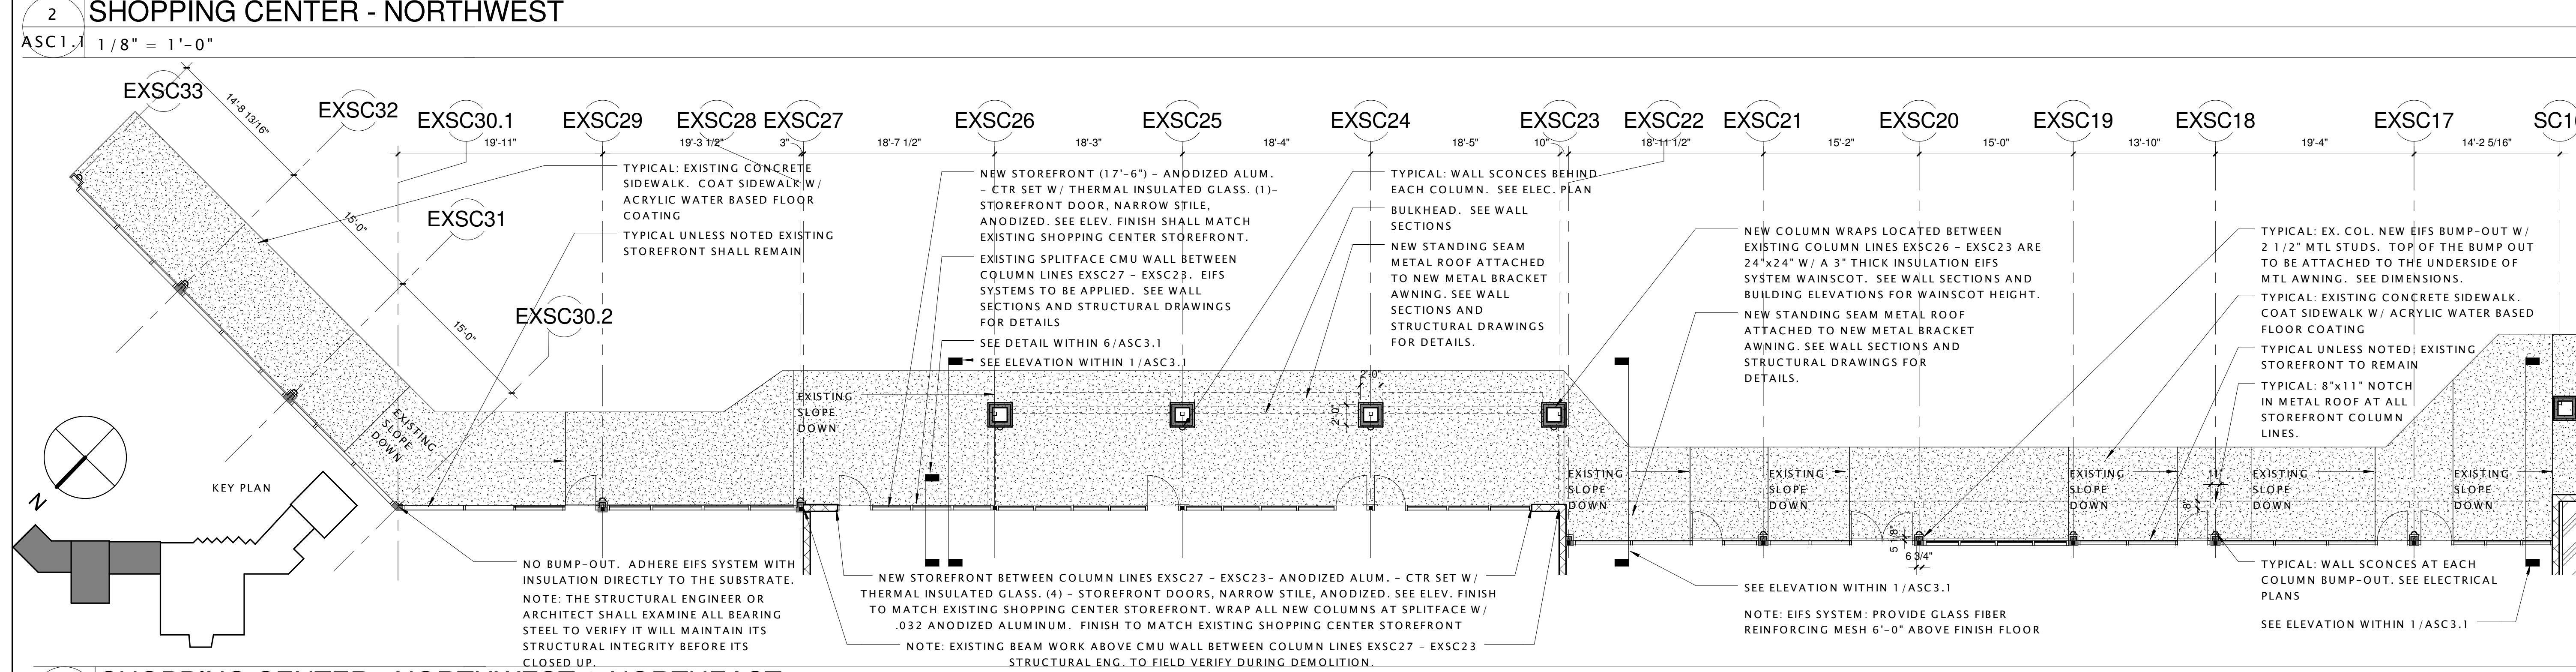 2
SHOPPING CENTER - NORTHWEST
ASC1.1
1/8" = 1'-0"
EXSC33
EXSC32
EXSC31
EXSC30.2
EXSC30.1
EXSC29
EXSC28
EXSC27
EXSC26
EXSC25
EXSC24
EXSC23
EXSC22
EXSC21
EXSC20
EXSC19
EXSC18
EXSC17
14'-8 13/16"
15'-0"
15'-0"
19'-11"
19'-3 1/2"
3"
18'-7 1/2"
18'-3"
18'-4"
18'-5"
10"
18'-11 1/2"
15'-2"
15'-0"
13'-10"
19'-4"
14'-2 5/16"
TYPICAL: EXISTING CONCRETE
SIDEWALK. COAT SIDEWALK W/
ACRYLIC WATER BASED FLOOR
COATING
TYPICAL UNLESS NOTED EXISTING
STOREFRONT SHALL REMAIN
NEW STOREFRONT (17'-6") - ANODIZED ALUM.
- CTR SET W/ THERMAL INSULATED GLASS. (1)-
STOREFRONT DOOR, NARROW STILE,
ANODIZED. SEE ELEV. FINISH SHALL MATCH
EXISTING SHOPPING CENTER STOREFRONT.
EXISTING SPLITFACE CMU WALL BETWEEN
COLUMN LINES EXSC27 - EXSC23. EIFS
SYSTEMS TO BE APPLIED. SEE WALL
SECTIONS AND STRUCTURAL DRAWINGS
FOR DETAILS
SEE DETAIL WITHIN 6/ASC3.1
SEE ELEVATION WITHIN 1/ASC3.1
TYPICAL: WALL SCONCES BEHIND
EACH COLUMN. SEE ELEC. PLAN
BULKHEAD. SEE WALL
SECTIONS
NEW STANDING SEAM
METAL ROOF ATTACHED
TO NEW METAL BRACKET
AWNING. SEE WALL
SECTIONS AND
STRUCTURAL DRAWINGS
FOR DETAILS.
NEW COLUMN WRAPS LOCATED BETWEEN
EXISTING COLUMN LINES EXSC26 - EXSC23 ARE
24"x24" W/ A 3" THICK INSULATION EIFS
SYSTEM WAINSCOT. SEE WALL SECTIONS AND
BUILDING ELEVATIONS FOR WAINSCOT HEIGHT.
NEW STANDING SEAM METAL ROOF
ATTACHED TO NEW METAL BRACKET
AWNING. SEE WALL SECTIONS AND
STRUCTURAL DRAWINGS FOR
DETAILS.
TYPICAL: EX. COL. NEW EIFS BUMP-OUT W/
2 1/2" MTL STUDS. TOP OF THE BUMP OUT
TO BE ATTACHED TO THE UNDERSIDE OF
MTL AWNING. SEE DIMENSIONS.
TYPICAL: EXISTING CONCRETE SIDEWALK.
COAT SIDEWALK W/ ACRYLIC WATER BASED
FLOOR COATING
TYPICAL UNLESS NOTED: EXISTING
STOREFRONT TO REMAIN
TYPICAL: 8"x11" NOTCH
IN METAL ROOF AT ALL
STOREFRONT COLUMN
LINES.
EXISTING
SLOPE
DOWN
EXISTING
SLOPE
DOWN
2'-0"
2'-0"
EXISTING
SLOPE
DOWN
EXISTING
SLOPE
DOWN
EXISTING
SLOPE
DOWN
EXISTING
SLOPE
DOWN
EXISTING
SLOPE
DOWN
11"
8"
5 1/8"
6 3/4"
N
KEY PLAN
NO BUMP-OUT. ADHERE EIFS SYSTEM WITH
INSULATION DIRECTLY TO THE SUBSTRATE.
NOTE: THE STRUCTURAL ENGINEER OR
ARCHITECT SHALL EXAMINE ALL BEARING
STEEL TO VERIFY IT WILL MAINTAIN ITS
STRUCTURAL INTEGRITY BEFORE ITS
CLOSED UP.
NEW STOREFRONT BETWEEN COLUMN LINES EXSC27 - EXSC23- ANODIZED ALUM. - CTR SET W/
THERMAL INSULATED GLASS. (4) - STOREFRONT DOORS, NARROW STILE, ANODIZED. SEE ELEV. FINISH
TO MATCH EXISTING SHOPPING CENTER STOREFRONT. WRAP ALL NEW COLUMNS AT SPLITFACE W/
.032 ANODIZED ALUMINUM. FINISH TO MATCH EXISTING SHOPPING CENTER STOREFRONT
NOTE: EXISTING BEAM WORK ABOVE CMU WALL BETWEEN COLUMN LINES EXSC27 - EXSC23
STRUCTURAL ENG. TO FIELD VERIFY DURING DEMOLITION.
SEE ELEVATION WITHIN 1/ASC3.1
NOTE: EIFS SYSTEM: PROVIDE GLASS FIBER
REINFORCING MESH 6'-0" ABOVE FINISH FLOOR
TYPICAL: WALL SCONCES AT EACH
COLUMN BUMP-OUT. SEE ELECTRICAL
PLANS
SEE ELEVATION WITHIN 1/ASC3.1